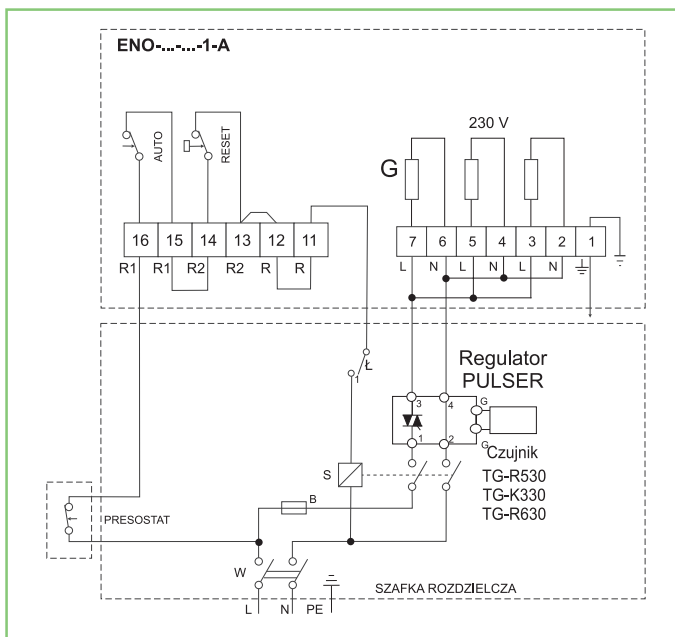 ENO-...-...-1-A
AUTO
RESET
230 V
G
16 15 14 13 12 11
7 6 5 4 3 2 1
R1 R1 R2 R2 R R
L N L N L N
Ł
1
Regulator
PULSER
3 4
G
1 2
G
Czujnik
TG-R530
TG-K330
TG-R630
S
B
PRESOSTAT
W
L N PE
SZAFKA ROZDZIELCZA